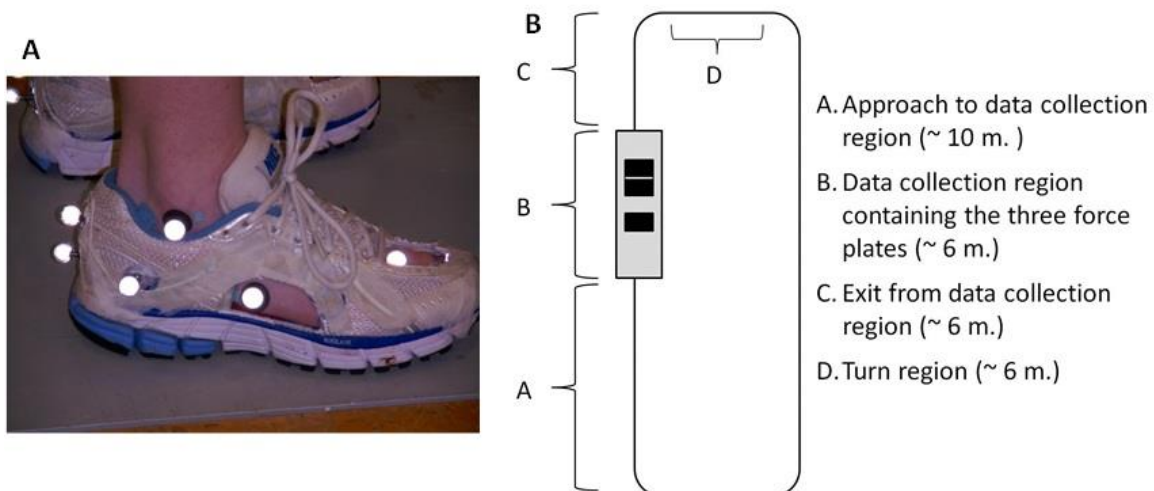 A
B
C
D
B
A
A. Approach to data collection
region (~ 10 m. )
B. Data collection region
containing the three force
plates (~ 6 m.)
C. Exit from data collection
region (~ 6 m.)
D. Turn region (~ 6 m.)